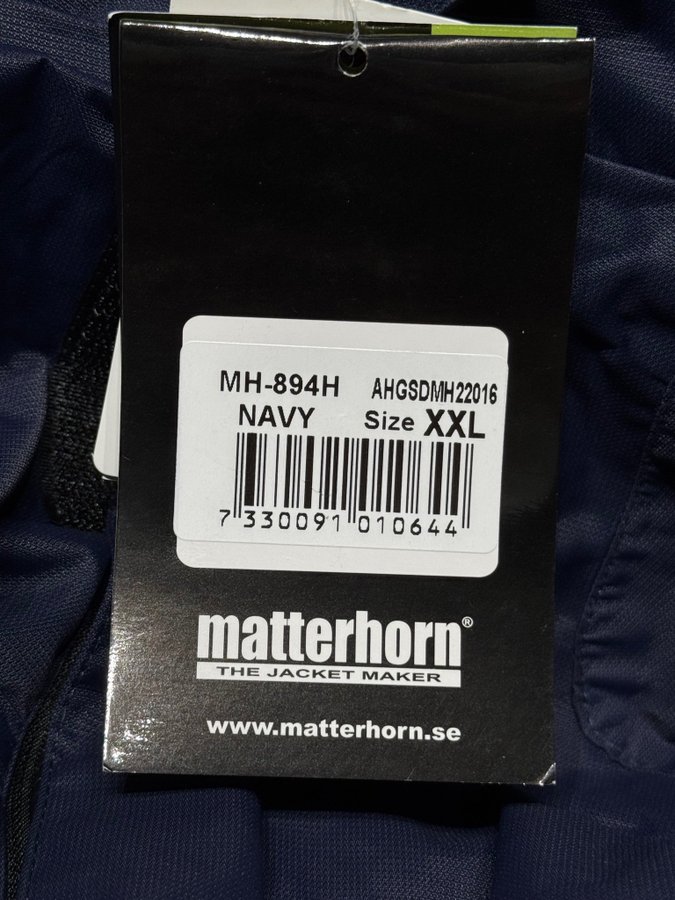 MH-894H AHGSDMH22016
NAVY Size XXL
7 330091 010644
matterhorn®
THE JACKET MAKER
www.matterhorn.se